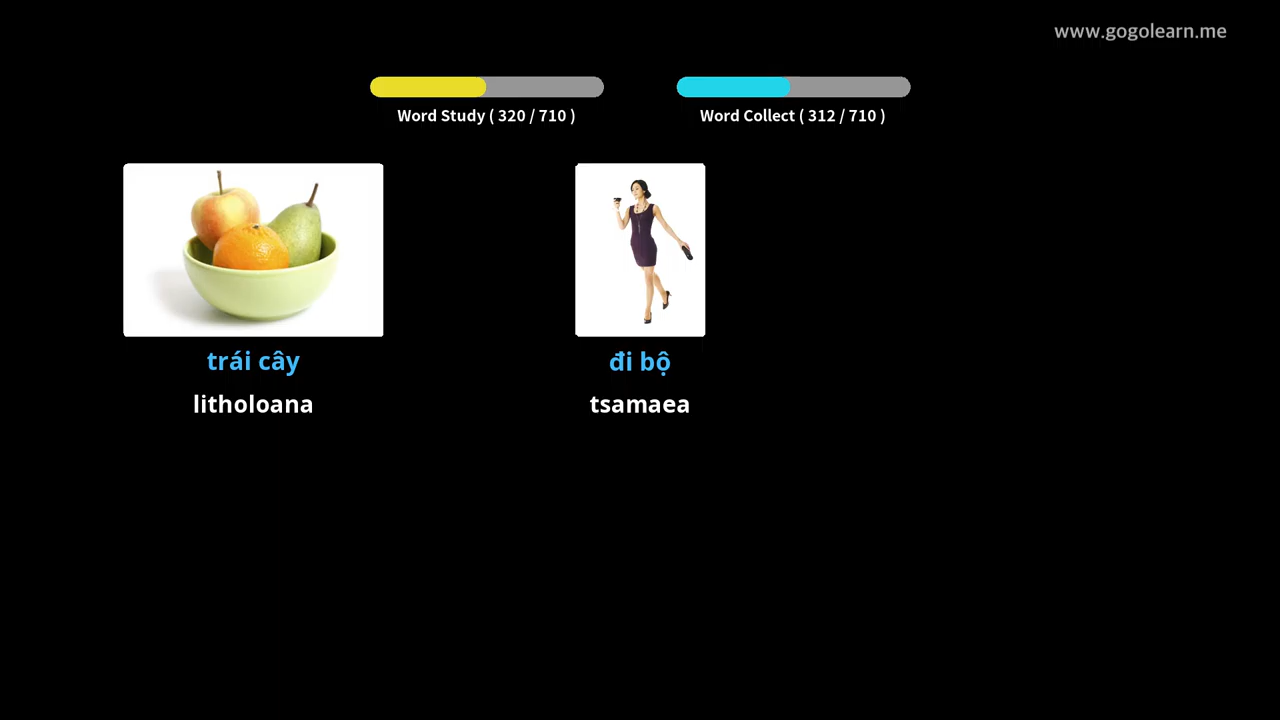 www.gogolearn.me
Word Study ( 320 / 710 )
Word Collect ( 312 / 710 )
trái cây
litholoana
đi bộ
tsamaea